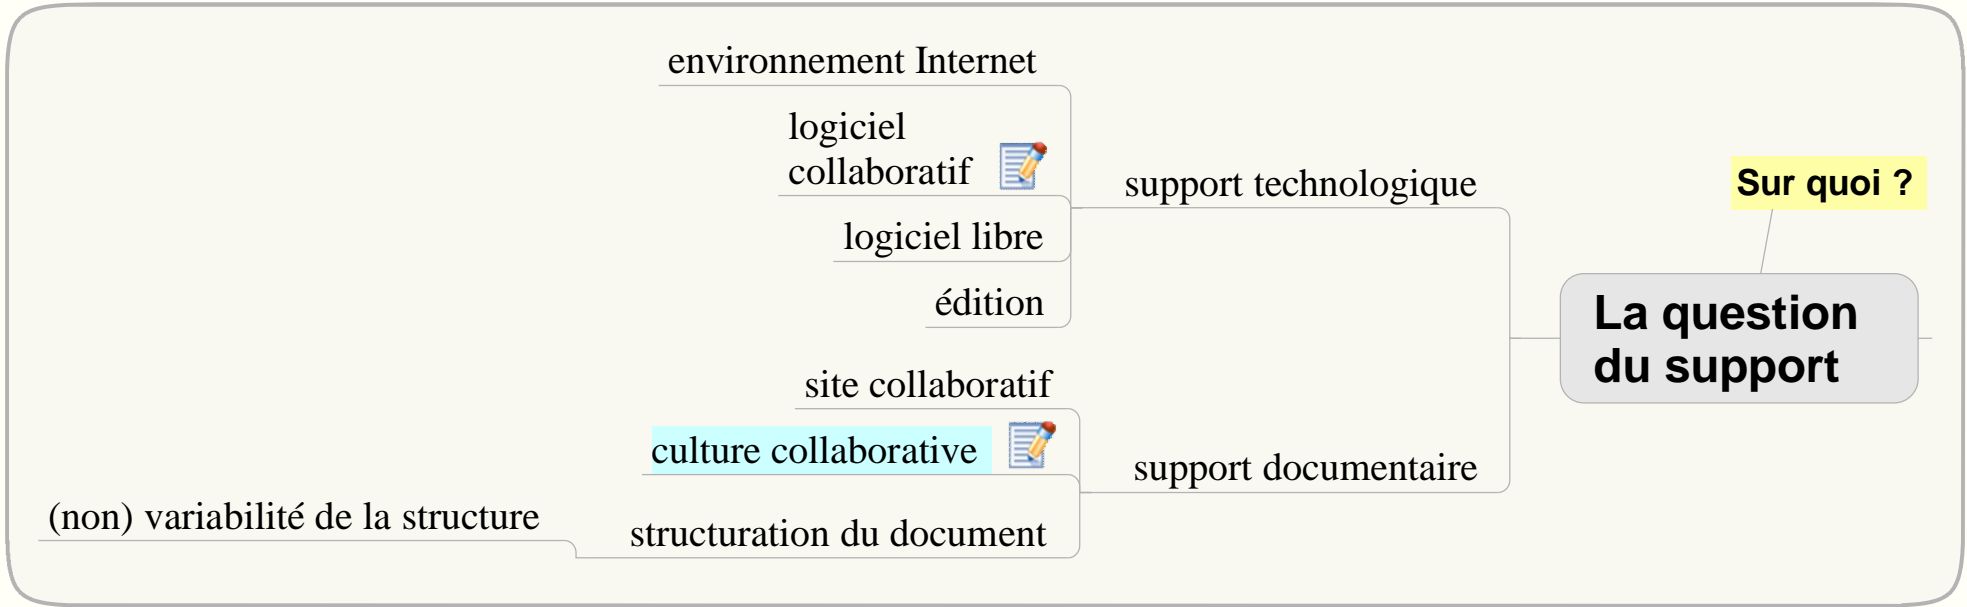 environnement Internet
logiciel
collaboratif
support technologique
Sur quoi ?
logiciel libre
édition
La question
du support
site collaboratif
culture collaborative
support documentaire
(non) variabilité de la structure
structuration du document